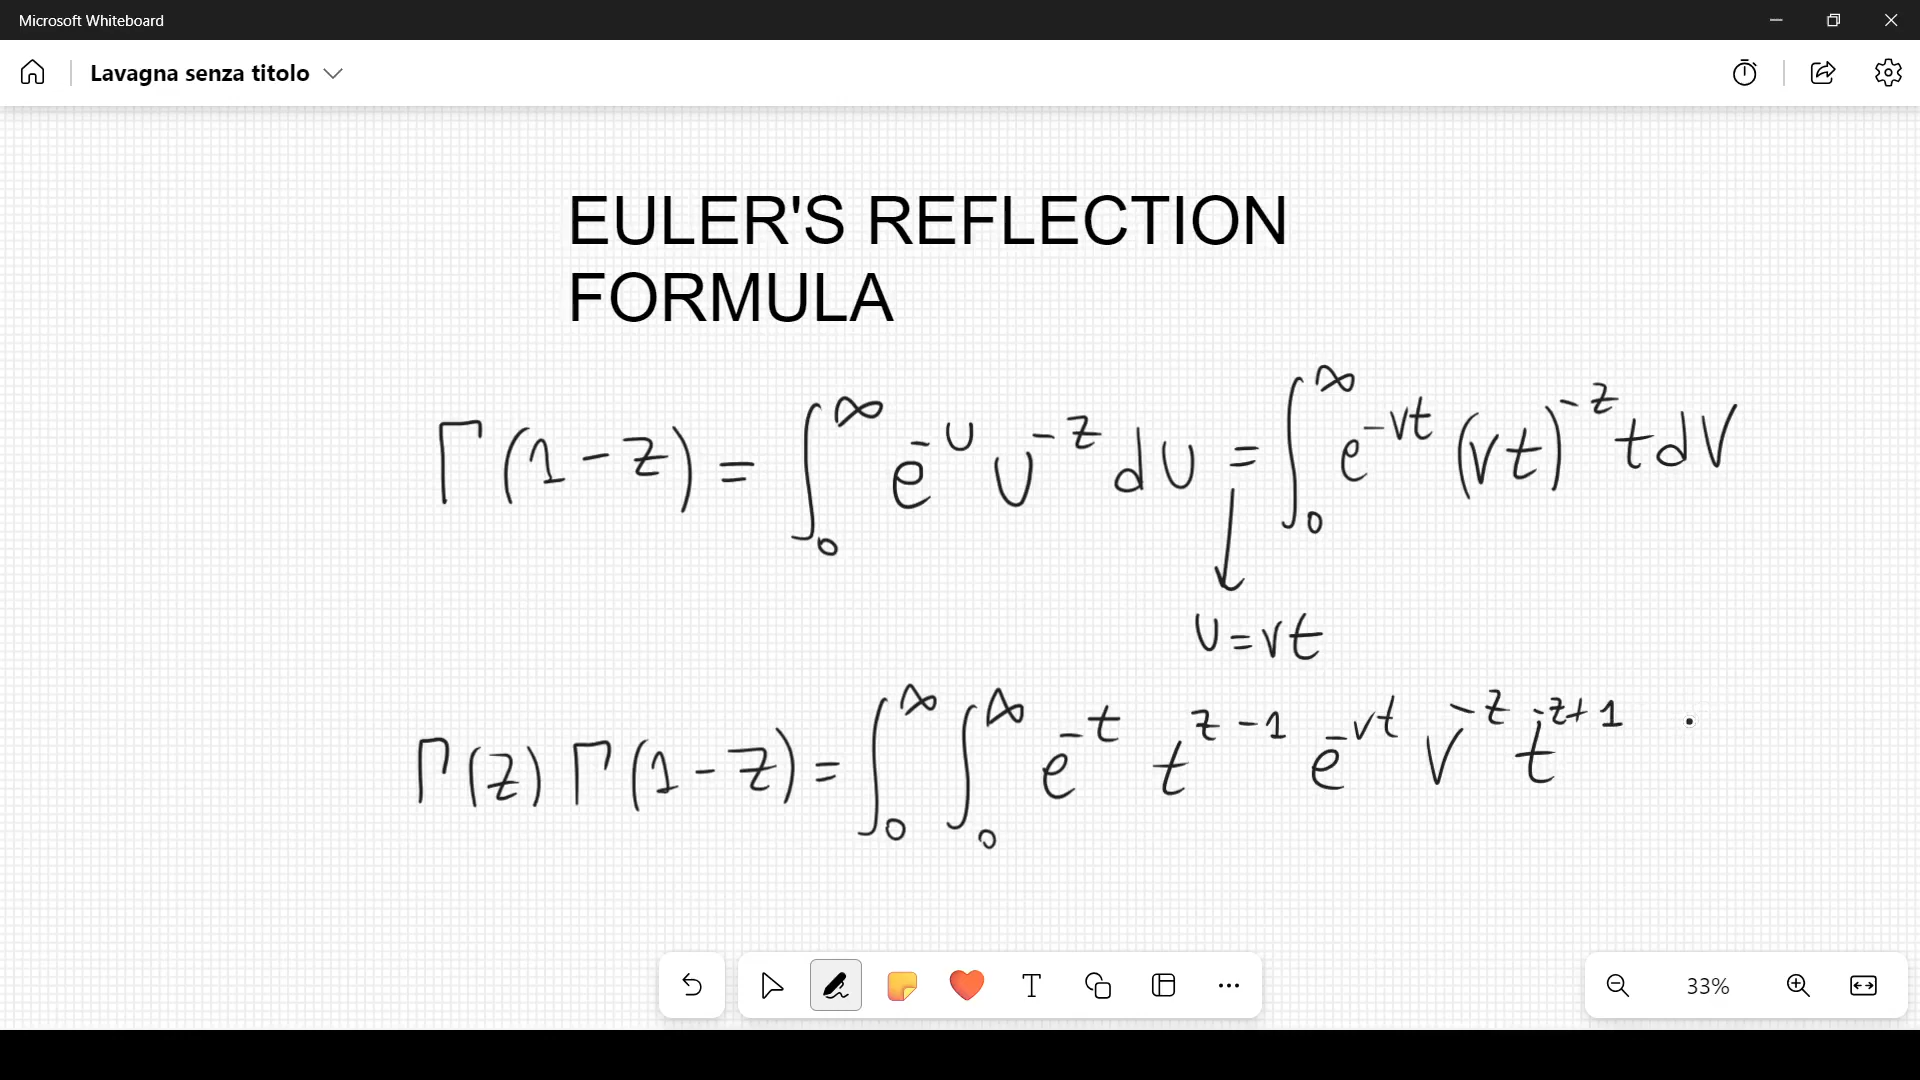 Microsoft Whiteboard
Lavagna senza titolo
EULER'S REFLECTION
FORMULA
Γ(1-z) = ∫₀^∞ e^{-u} u^{-z} du = ∫₀^∞ e^{-vt} (vt)^{-z} t dv
u = vt
Γ(z) Γ(1-z) = ∫₀^∞ ∫₀^∞ e^{-t} t^{z-1} e^{-vt} v^{-z} t^{-z+1}
33%